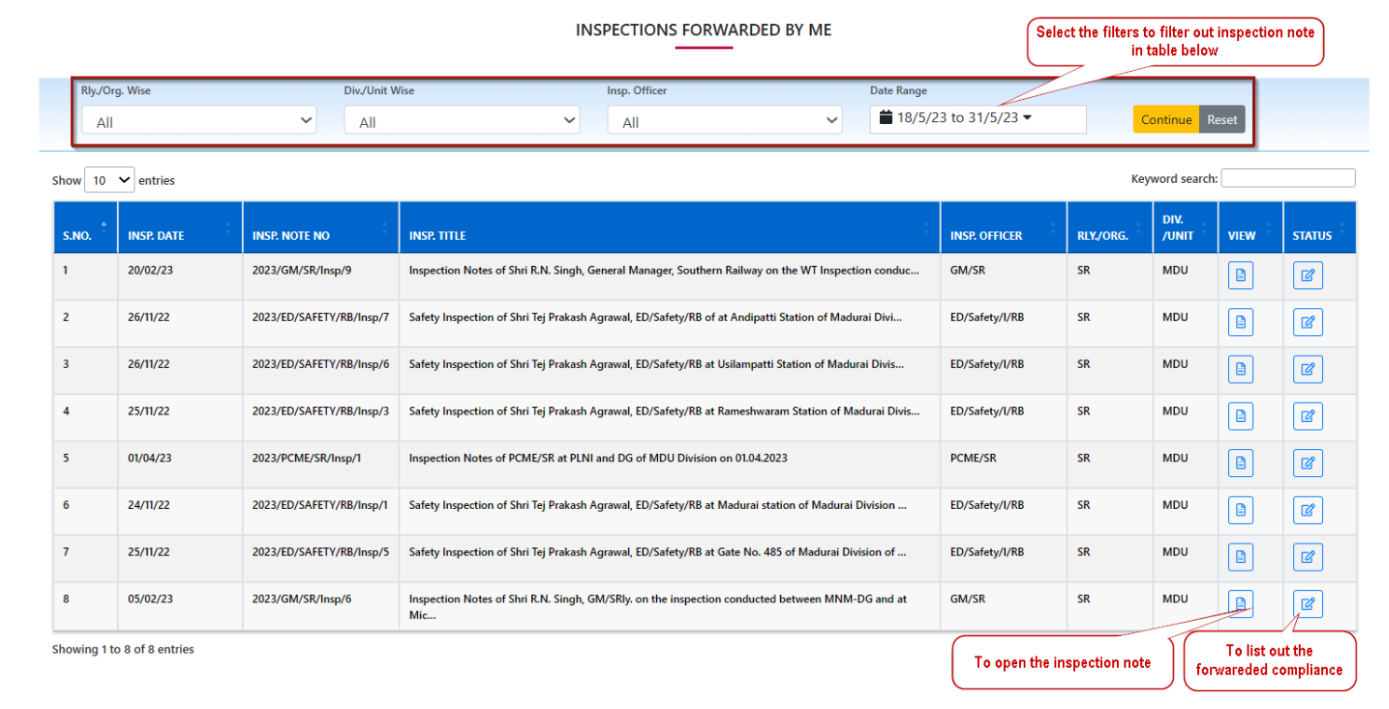 INSPECTIONS FORWARDED BY ME
Select the filters to filter out inspection note
in table below
Rly./Org. Wise Div./Unit Wise Insp. Officer Date Range
All All All 18/5/23 to 31/5/23 Continue Reset
Show 10 entries Keyword search:
S.NO. INSP. DATE INSP. NOTE NO INSP. TITLE INSP. OFFICER RLY./ORG. DIV. /UNIT VIEW STATUS
1 20/02/23 2023/GM/SR/Insp/9 Inspection Notes of Shri R.N. Singh, General Manager, Southern Railway on the WT Inspection conduc... GM/SR SR MDU
2 26/11/22 2023/ED/SAFETY/RB/Insp/7 Safety Inspection of Shri Tej Prakash Agrawal, ED/Safety/RB of at Andipatti Station of Madurai Divi... ED/Safety/I/RB SR MDU
3 26/11/22 2023/ED/SAFETY/RB/Insp/6 Safety Inspection of Shri Tej Prakash Agrawal, ED/Safety/RB at Usilampatti Station of Madurai Divis... ED/Safety/I/RB SR MDU
4 25/11/22 2023/ED/SAFETY/RB/Insp/3 Safety Inspection of Shri Tej Prakash Agrawal, ED/Safety/RB at Rameshwaram Station of Madurai Divis... ED/Safety/I/RB SR MDU
5 01/04/23 2023/PCME/SR/Insp/1 Inspection Notes of PCME/SR at PLNI and DG of MDU Division on 01.04.2023 PCME/SR SR MDU
6 24/11/22 2023/ED/SAFETY/RB/Insp/1 Safety Inspection of Shri Tej Prakash Agrawal, ED/Safety/RB at Madurai station of Madurai Division ... ED/Safety/I/RB SR MDU
7 25/11/22 2023/ED/SAFETY/RB/Insp/5 Safety Inspection of Shri Tej Prakash Agrawal, ED/Safety/RB at Gate No. 485 of Madurai Division of ... ED/Safety/I/RB SR MDU
8 05/02/23 2023/GM/SR/Insp/6 Inspection Notes of Shri R.N. Singh, GM/SRly. on the inspection conducted between MNM-DG and at GM/SR SR MDU
Mic...
Showing 1 to 8 of 8 entries
To open the inspection note
To list out the
forwareded compliance